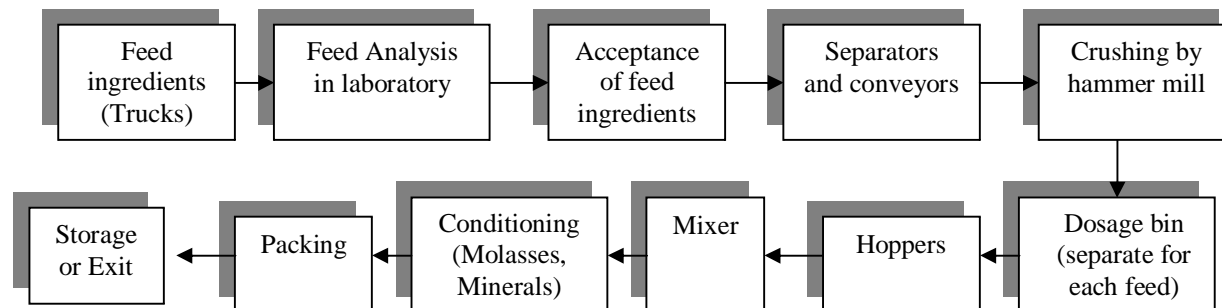 Feed
ingredients
(Trucks)
Feed Analysis
in laboratory
Acceptance
of feed
ingredients
Separators
and conveyors
Crushing by
hammer mill
Dosage bin
(separate for
each feed)
Hoppers
Mixer
Conditioning
(Molasses,
Minerals)
Packing
Storage
or Exit